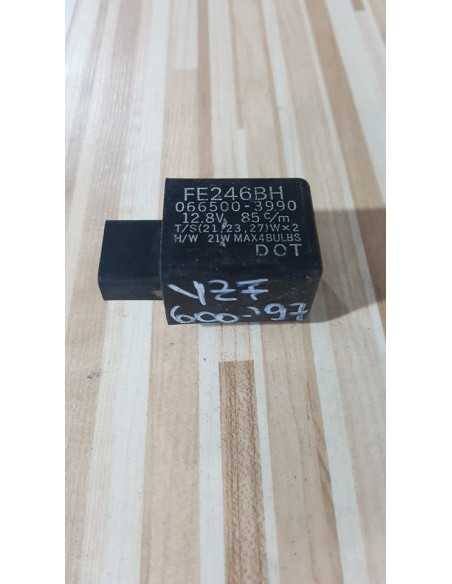 FE246BH
066500-3990
12.8V 85c/m
T/S(21,23,27)W×2
H/W 21W MAX4BULBS
DOT
YZF
600-'97